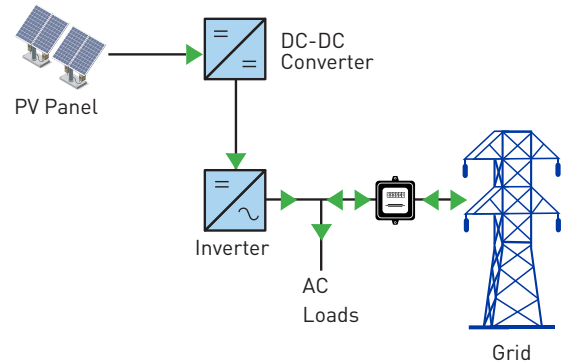 DC-DC
Converter
PV Panel
Inverter
AC
Loads
Grid